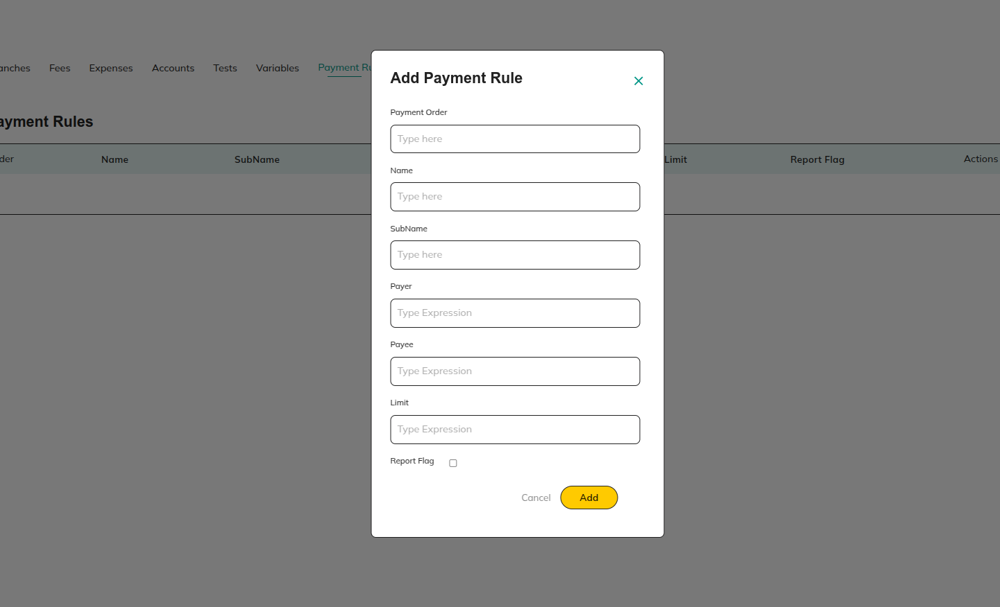 anches Fees Expenses Accounts Tests Variables Payment Ru
ayment Rules
der Name SubName Limit Report Flag Actions
Add Payment Rule
Payment Order
Type here
Name
Type here
SubName
Type here
Payer
Type Expression
Payee
Type Expression
Limit
Type Expression
Report Flag
Cancel Add